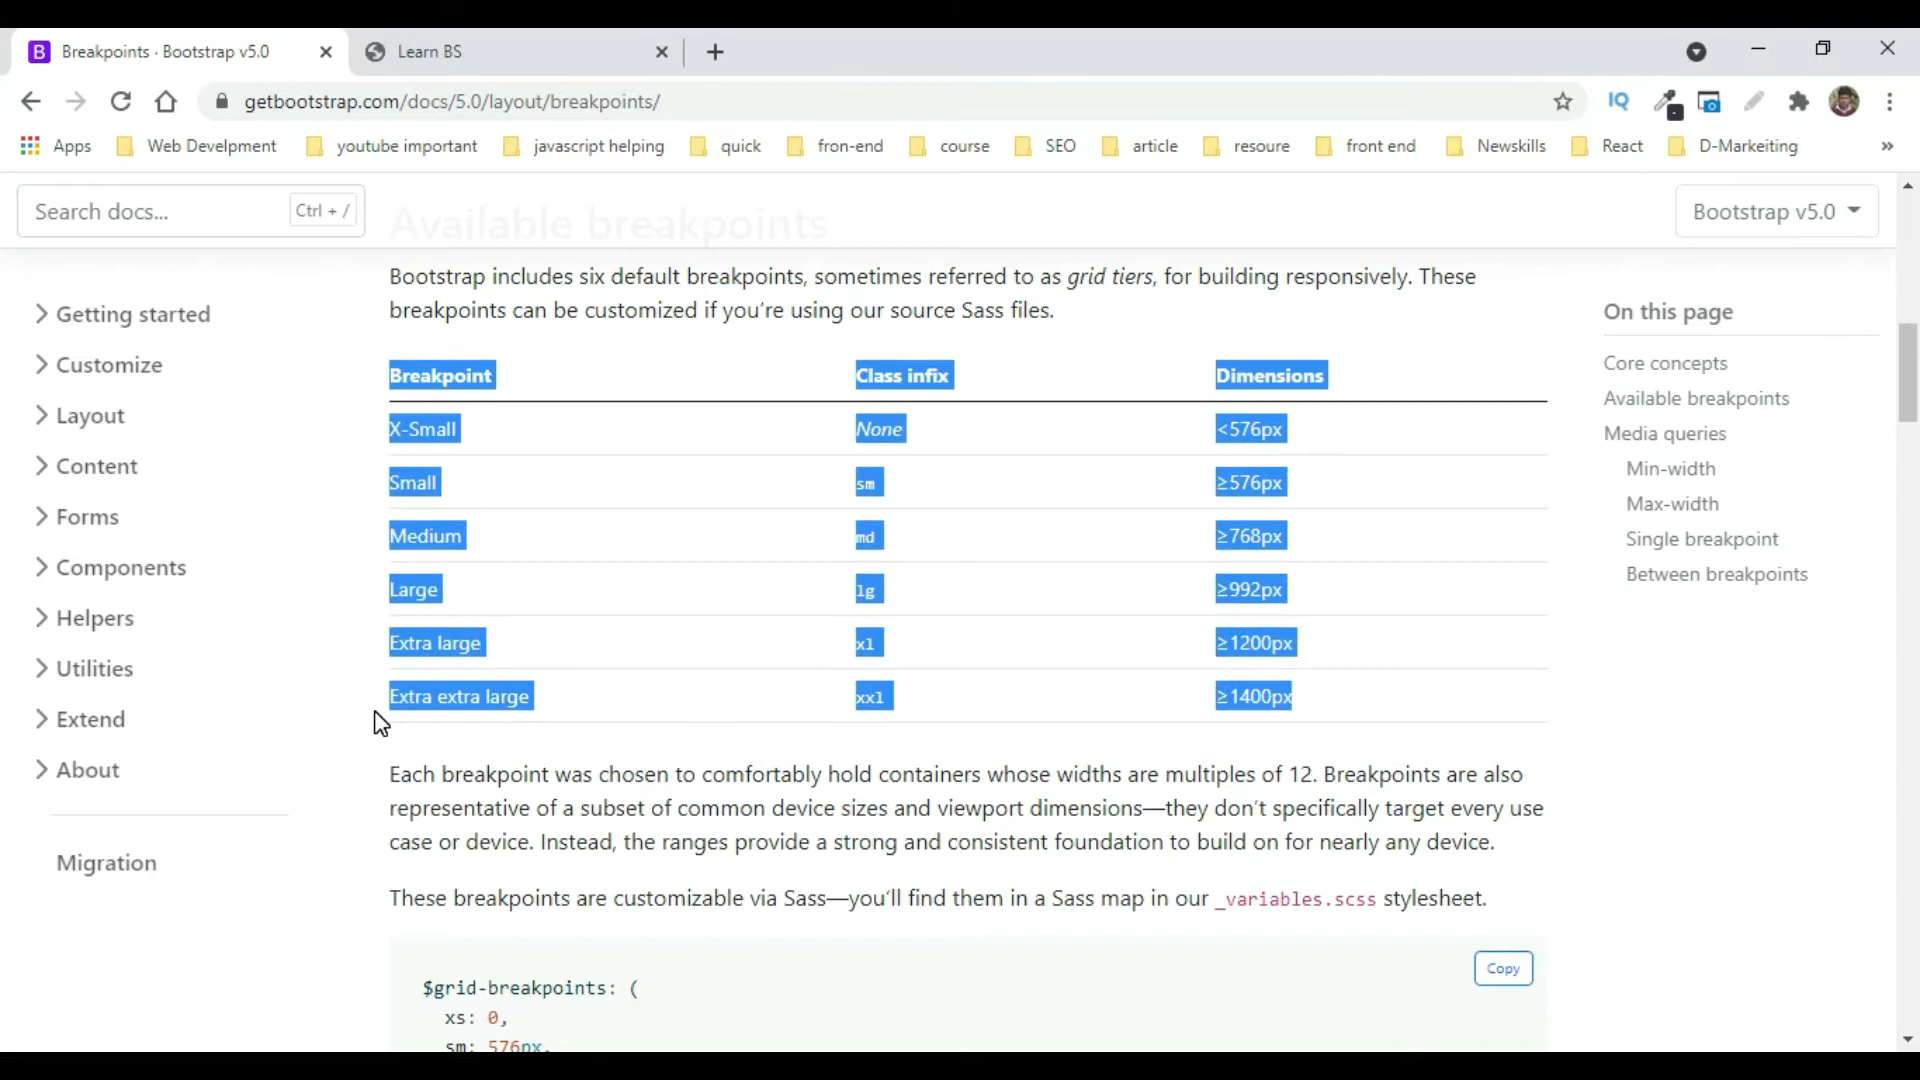 Breakpoints · Bootstrap v5.0
Learn BS
getbootstrap.com/docs/5.0/layout/breakpoints/
IQ
Apps
Web Develpment
youtube important
javascript helping
quick
fron-end
course
SEO
article
resoure
front end
Newskills
React
D-Markeiting
»
Search docs...
Ctrl + /
Available breakpoints
Bootstrap v5.0
Getting started
Customize
Layout
Content
Forms
Components
Helpers
Utilities
Extend
About
Migration
Bootstrap includes six default breakpoints, sometimes referred to as grid tiers, for building responsively. These
breakpoints can be customized if you’re using our source Sass files.
Breakpoint Class infix Dimensions
X-Small None <576px
Small sm ≥576px
Medium md ≥768px
Large lg ≥992px
Extra large xl ≥1200px
Extra extra large xxl ≥1400px
Each breakpoint was chosen to comfortably hold containers whose widths are multiples of 12. Breakpoints are also
representative of a subset of common device sizes and viewport dimensions—they don’t specifically target every use
case or device. Instead, the ranges provide a strong and consistent foundation to build on for nearly any device.
These breakpoints are customizable via Sass—you’ll find them in a Sass map in our _variables.scss stylesheet.
Copy
$grid-breakpoints: (
xs: 0,
sm: 576px,
On this page
Core concepts
Available breakpoints
Media queries
Min-width
Max-width
Single breakpoint
Between breakpoints